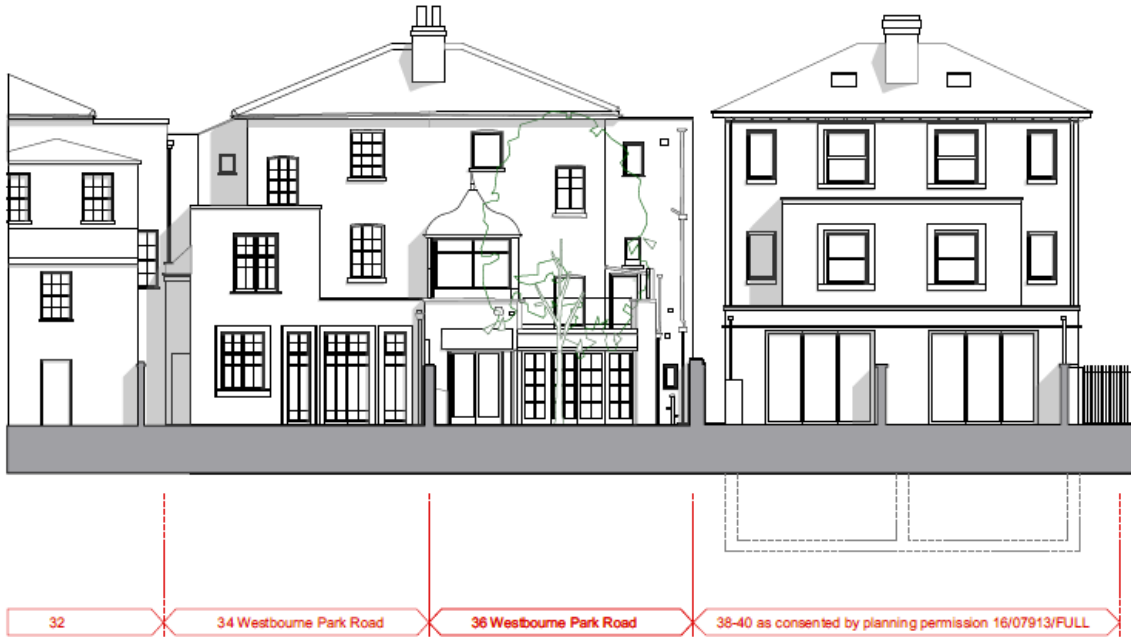 32
34 Westbourne Park Road
36 Westbourne Park Road
38-40 as consented by planning permission 16/07913/FULL